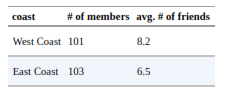 coast # of members avg. # of friends
West Coast 101 8.2
East Coast 103 6.5